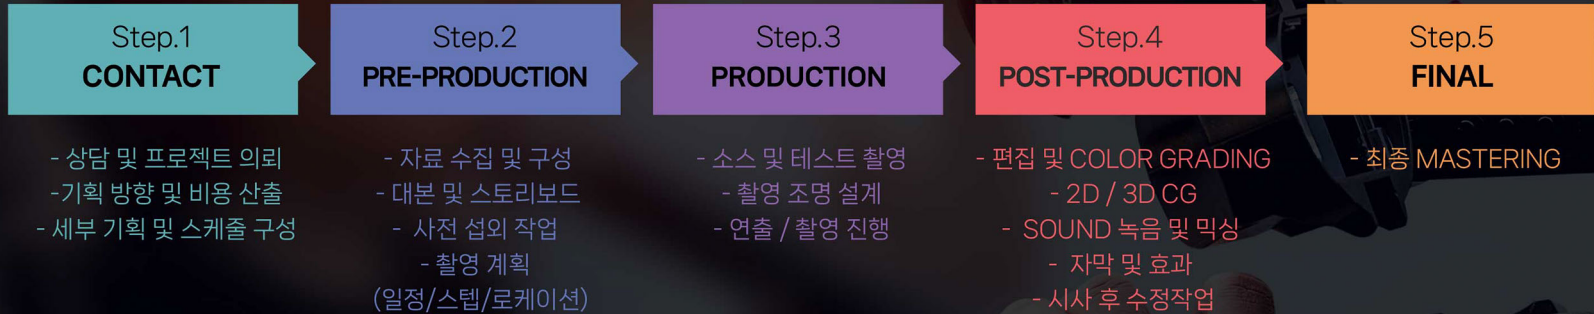 Step.1
CONTACT
- 상담 및 프로젝트 의뢰
-기획 방향 및 비용 산출
- 세부 기획 및 스케줄 구성
Step.2
PRE-PRODUCTION
- 자료 수집 및 구성
- 대본 및 스토리보드
- 사전 섭외 작업
- 촬영 계획
(일정/스텝/로케이션)
Step.3
PRODUCTION
- 소스 및 테스트 촬영
- 촬영 조명 설계
- 연출 / 촬영 진행
Step.4
POST-PRODUCTION
- 편집 및 COLOR GRADING
- 2D / 3D CG
- SOUND 녹음 및 믹싱
- 자막 및 효과
- 시사 후 수정작업
Step.5
FINAL
- 최종 MASTERING